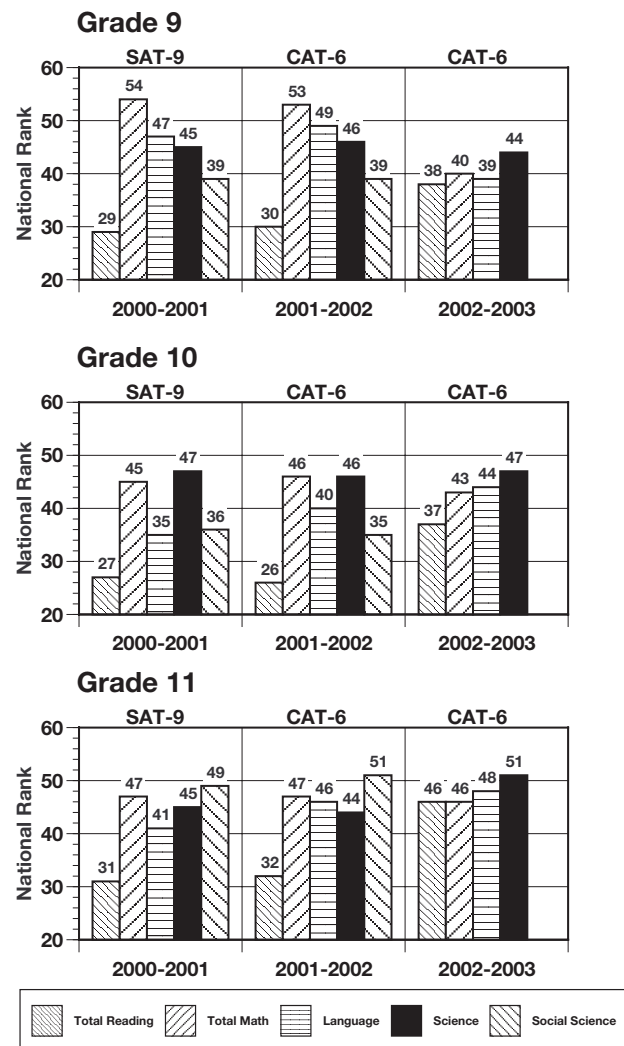 Grade 9
SAT-9 CAT-6 CAT-6
National Rank
60
50
40
30
20
29 54 47 45 39
30 53 49 46 39
38 40 39 44
2000-2001 2001-2002 2002-2003
Grade 10
SAT-9 CAT-6 CAT-6
National Rank
60
50
40
30
20
27 45 35 47 36
26 46 40 46 35
37 43 44 47
2000-2001 2001-2002 2002-2003
Grade 11
SAT-9 CAT-6 CAT-6
National Rank
60
50
40
30
20
31 47 41 45 49
32 47 46 44 51
46 46 48 51
2000-2001 2001-2002 2002-2003
Total Reading Total Math Language Science Social Science